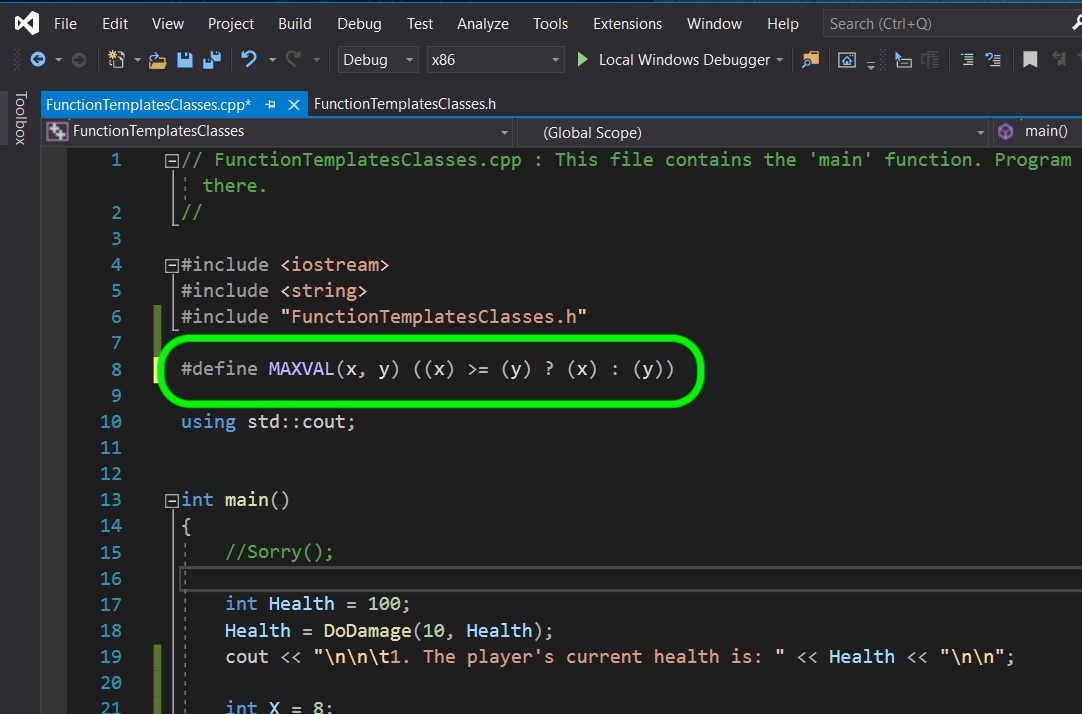 File Edit View Project Build Debug Test Analyze Tools Extensions Window Help Search (Ctrl+Q)
Debug x86 Local Windows Debugger
Toolbox
FunctionTemplatesClasses.cpp* FunctionTemplatesClasses.h
FunctionTemplatesClasses (Global Scope) main()
1 // FunctionTemplatesClasses.cpp : This file contains the 'main' function. Program
there.
2 //
3
4 #include <iostream>
5 #include <string>
6 #include "FunctionTemplatesClasses.h"
7
8 #define MAXVAL(x, y) ((x) >= (y) ? (x) : (y))
9
10 using std::cout;
11
12
13 int main()
14 {
15 //Sorry();
16
17 int Health = 100;
18 Health = DoDamage(10, Health);
19 cout << "\n\n\t1. The player's current health is: " << Health << "\n\n";
20
21 int X = 8;